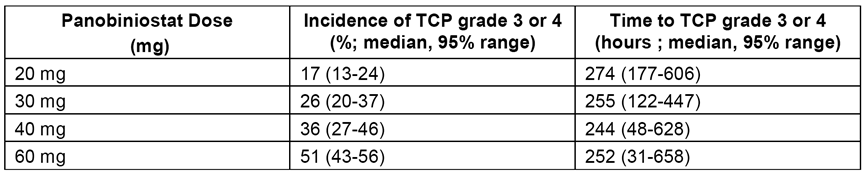 Panobiniostat Dose (mg) Incidence of TCP grade 3 or 4 (%; median, 95% range) Time to TCP grade 3 or 4 (hours ; median, 95% range)
20 mg 17 (13-24) 274 (177-606)
30 mg 26 (20-37) 255 (122-447)
40 mg 36 (27-46) 244 (48-628)
60 mg 51 (43-56) 252 (31-658)